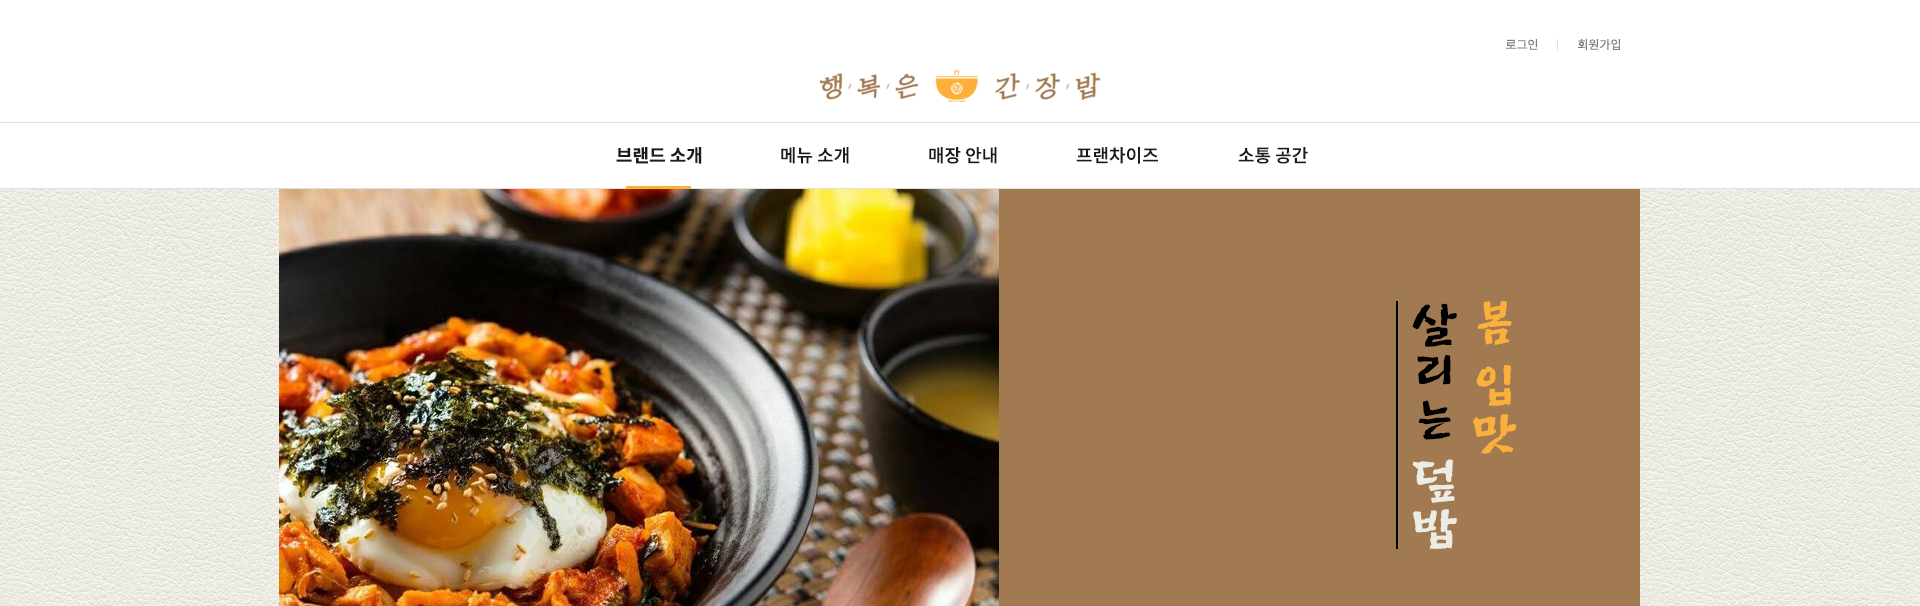 로그인 회원가입
행복은 간장밥
브랜드 소개 메뉴 소개 매장 안내 프랜차이즈 소통 공간
봄 입맛
살리는 덮밥